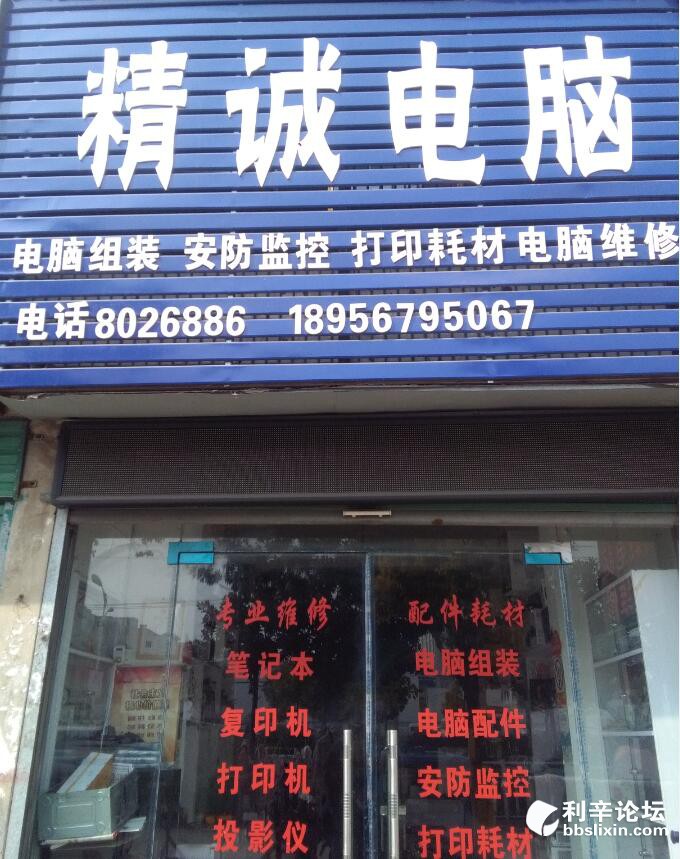 精诚电脑
电脑组装 安防监控 打印耗材 电脑维修
电话8026886 18956795067
专业维修
笔记本
复印机
打印机
投影仪
配件耗材
电脑组装
电脑配件
安防监控
打印耗材
利辛论坛
bbslixin.com